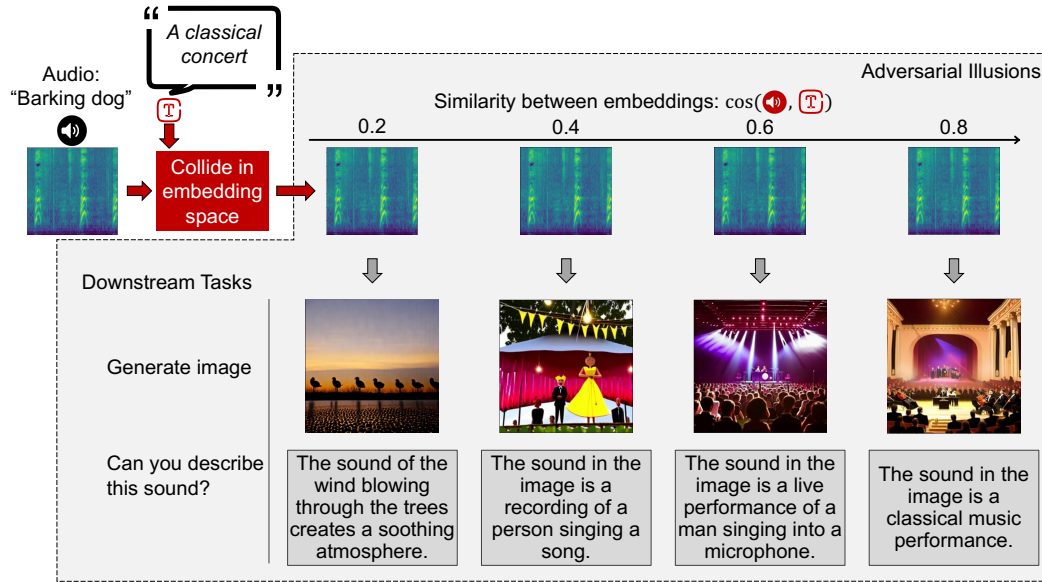 “
A classical
concert
”
Audio:
“Barking dog”
T
Collide in
embedding
space
Adversarial Illusions
Similarity between embeddings: cos( , T )
0.2 0.4 0.6 0.8
Downstream Tasks
Generate image
Can you describe
this sound?
The sound of the
wind blowing
through the trees
creates a soothing
atmosphere.
The sound in the
image is a
recording of a
person singing a
song.
The sound in the
image is a live
performance of a
man singing into a
microphone.
The sound in the
image is a
classical music
performance.